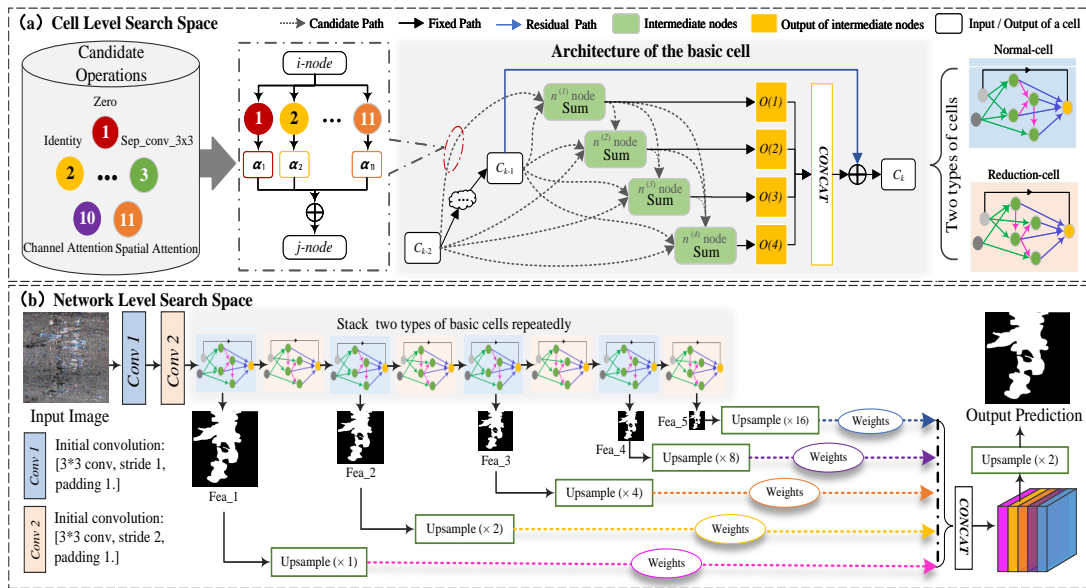 (a) Cell Level Search Space
Candidate Path
Fixed Path
Residual Path
Intermediate nodes
Output of intermediate nodes
Input / Output of a cell
Candidate
Operations
Zero
1
Identity
Sep_conv_3x3
2
...
3
10
11
Channel Attention
Spatial Attention
i-node
1
2
...
11
α1
α2
α11
j-node
Architecture of the basic cell
n(1) node
Sum
n(2) node
Sum
n(3) node
Sum
n(4) node
Sum
Ck-1
...
Ck-2
O(1)
O(2)
O(3)
O(4)
CONCAT
Ck
Two types of cells
Normal-cell
Reduction-cell
(b) Network Level Search Space
Stack two types of basic cells repeatedly
Conv 1
Conv 2
Input Image
Conv 1
Initial convolution:
[3*3 conv, stride 1,
padding 1.]
Conv 2
Initial convolution:
[3*3 conv, stride 2,
padding 1.]
Fea_1
Fea_2
Fea_3
Fea_4
Fea_5
Upsample (× 16)
Weights
Upsample (× 8)
Weights
Upsample (× 4)
Weights
Upsample (× 2)
Weights
Upsample (× 1)
Weights
CONCAT
Output Prediction
Upsample (× 2)